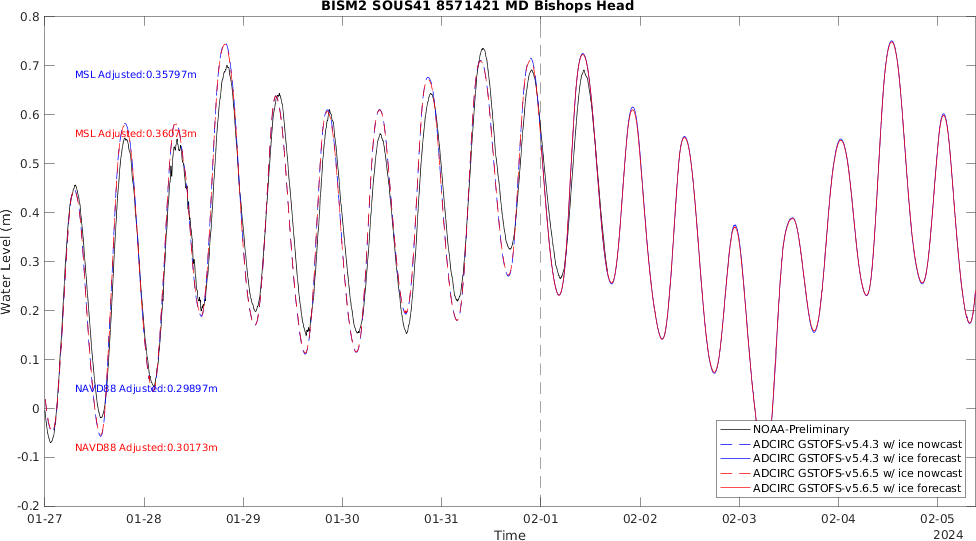 BISM2 SOUS41 8571421 MD Bishops Head
0.8
0.7
0.6
0.5
0.4
0.3
0.2
0.1
0
-0.1
-0.2
Water Level (m)
MSL Adjusted:0.35797m
MSL Adjusted:0.36073m
NAVD88 Adjusted:0.29897m
NAVD88 Adjusted:0.30173m
NOAA-Preliminary
ADCIRC GSTOFS-v5.4.3 w/ ice nowcast
ADCIRC GSTOFS-v5.4.3 w/ ice forecast
ADCIRC GSTOFS-v5.6.5 w/ ice nowcast
ADCIRC GSTOFS-v5.6.5 w/ ice forecast
01-27 01-28 01-29 01-30 01-31 02-01 02-02 02-03 02-04 02-05
Time
2024